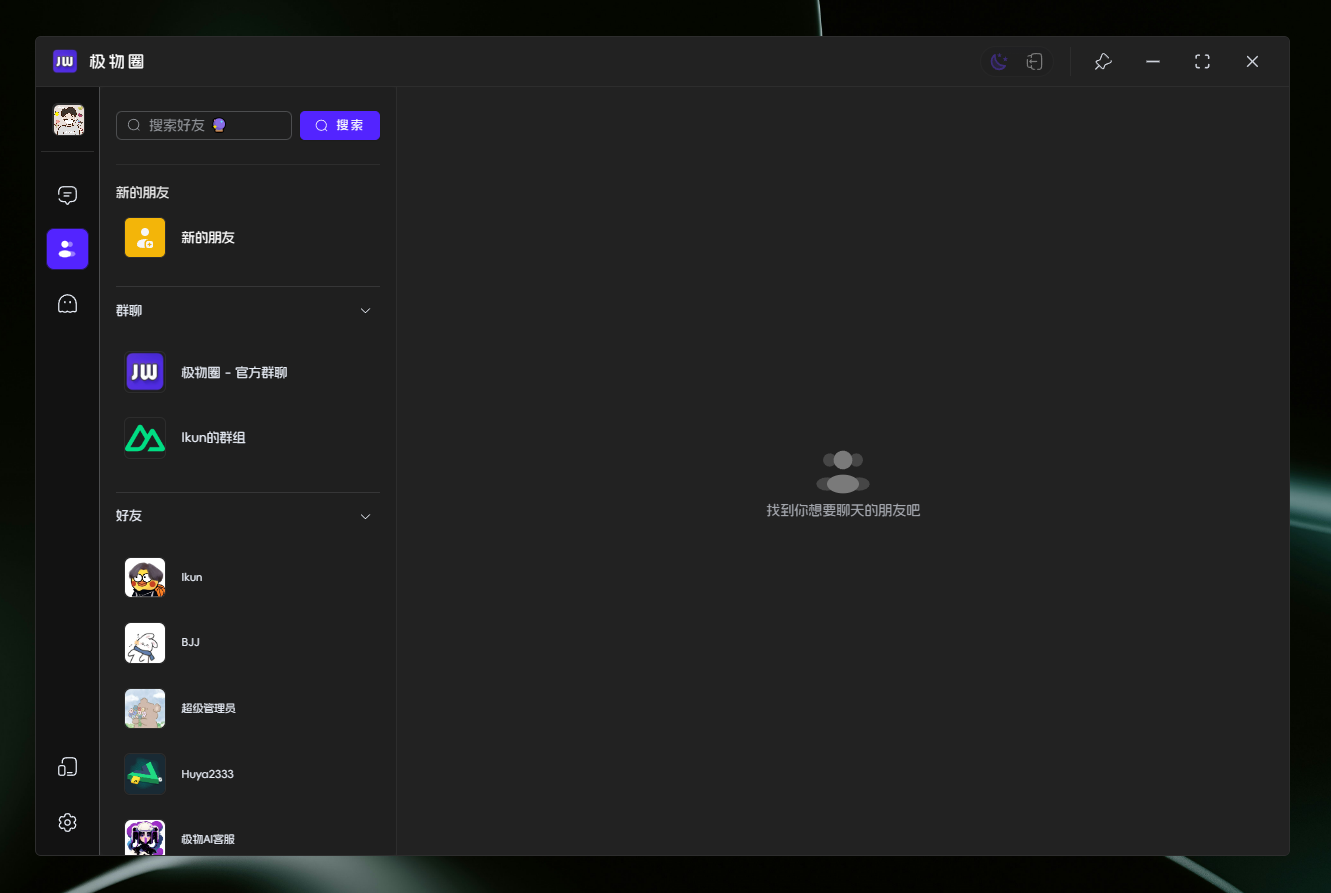 JW 极物圈
搜索好友
搜索
新的朋友
新的朋友
群聊
JW
极物圈 - 官方群聊
Ikun的群组
好友
Ikun
BJJ
超级管理员
Huya2333
极物AI客服
找到你想要聊天的朋友吧